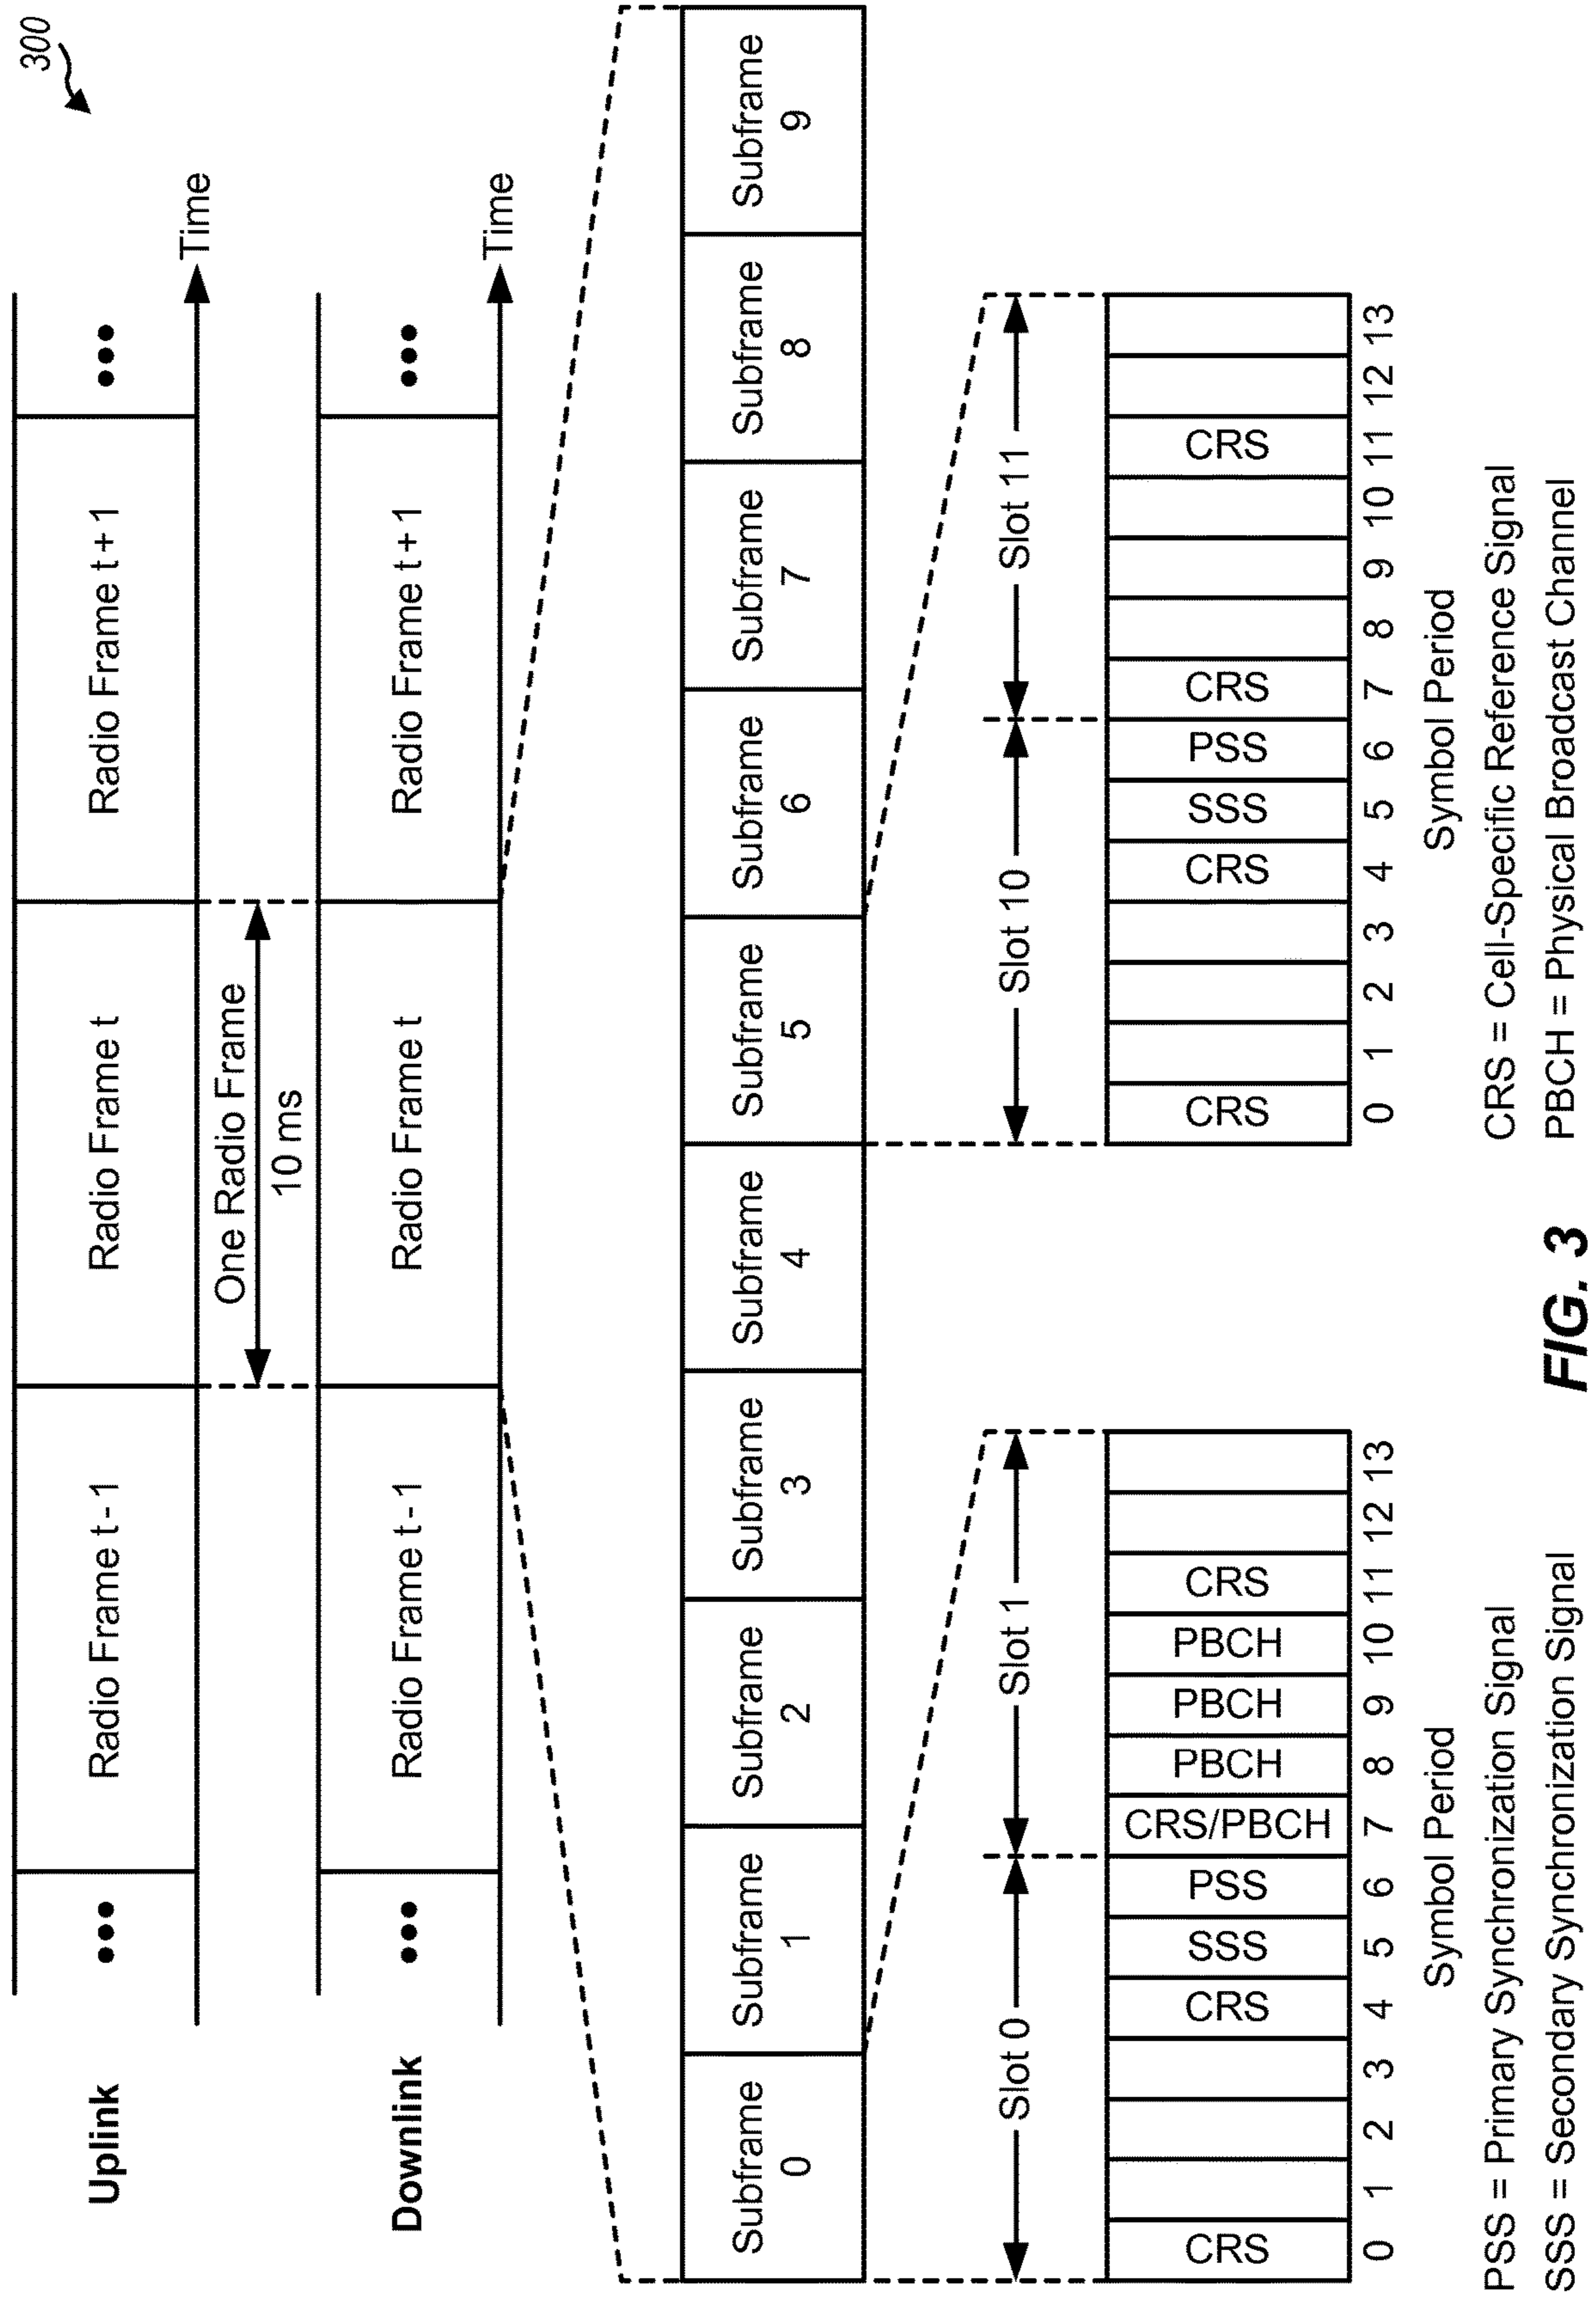 300
Uplink
••• Radio Frame t - 1 Radio Frame t Radio Frame t + 1 •••
Time
One Radio Frame
10 ms
Downlink
••• Radio Frame t - 1 Radio Frame t Radio Frame t + 1 •••
Time
Subframe 0
Subframe 1
Subframe 2
Subframe 3
Subframe 4
Subframe 5
Subframe 6
Subframe 7
Subframe 8
Subframe 9
Slot 0 Slot 1
CRS CRS SSS PSS CRS/PBCH PBCH PBCH PBCH CRS
0 1 2 3 4 5 6 7 8 9 10 11 12 13
Symbol Period
Slot 10 Slot 11
CRS CRS SSS PSS CRS CRS
0 1 2 3 4 5 6 7 8 9 10 11 12 13
Symbol Period
PSS = Primary Synchronization Signal
SSS = Secondary Synchronization Signal
CRS = Cell-Specific Reference Signal
PBCH = Physical Broadcast Channel
FIG. 3